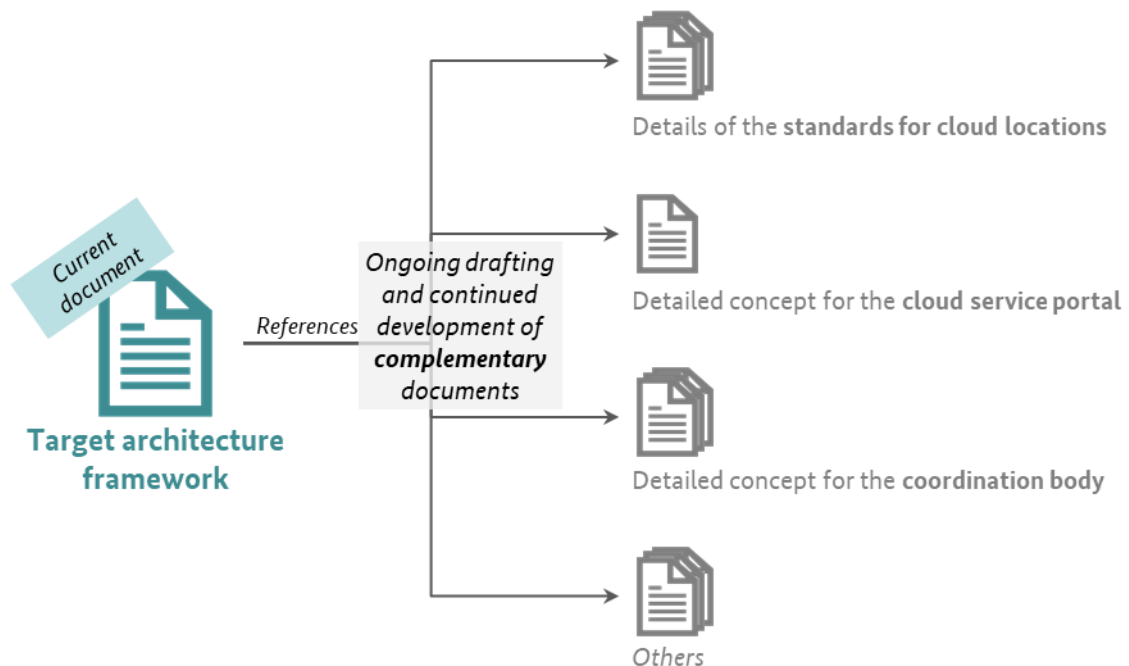 Current
document
Target architecture
framework
References
Ongoing drafting
and continued
development of
complementary
documents
Details of the standards for cloud locations
Detailed concept for the cloud service portal
Detailed concept for the coordination body
Others